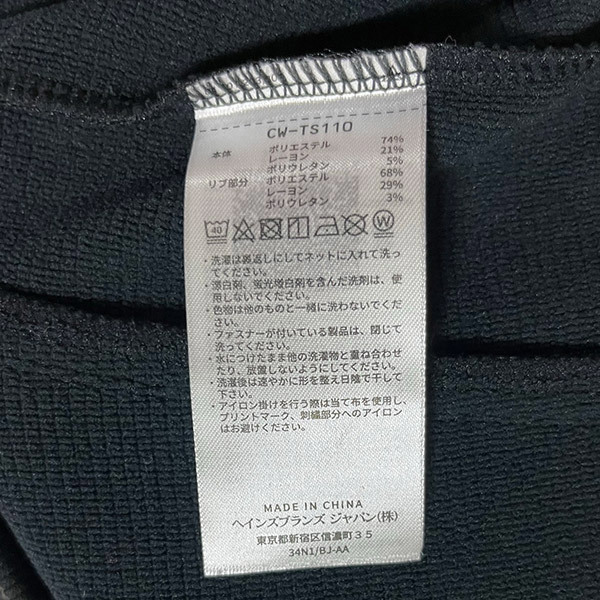 CW-TS110
本体 ポリエステル 74%
レーヨン 21%
ポリウレタン 5%
リブ部分 ポリエステル 68%
レーヨン 29%
ポリウレタン 3%
40 W
・洗濯は裏返しにしてネットに入れて洗っ
てください。
・漂白剤、蛍光増白剤を含んだ洗剤は、使
用しないでください。
・色物は他のものと一緒に洗わないでくだ
さい。
・ファスナーが付いている製品は、閉じて
洗ってください。
・水につけたまま他の洗濯物と重ね合わせ
たり、放置しないようにしてください。
・洗濯後は速やかに形を整え日陰で干して
下さい。
・アイロン掛けを行う際は当て布を使用し、
プリントマーク、刺繍部分へのアイロン
はお避けください。
MADE IN CHINA
ヘインズブランズ ジャパン(株)
東京都新宿区信濃町35
34N1/BJ-AA